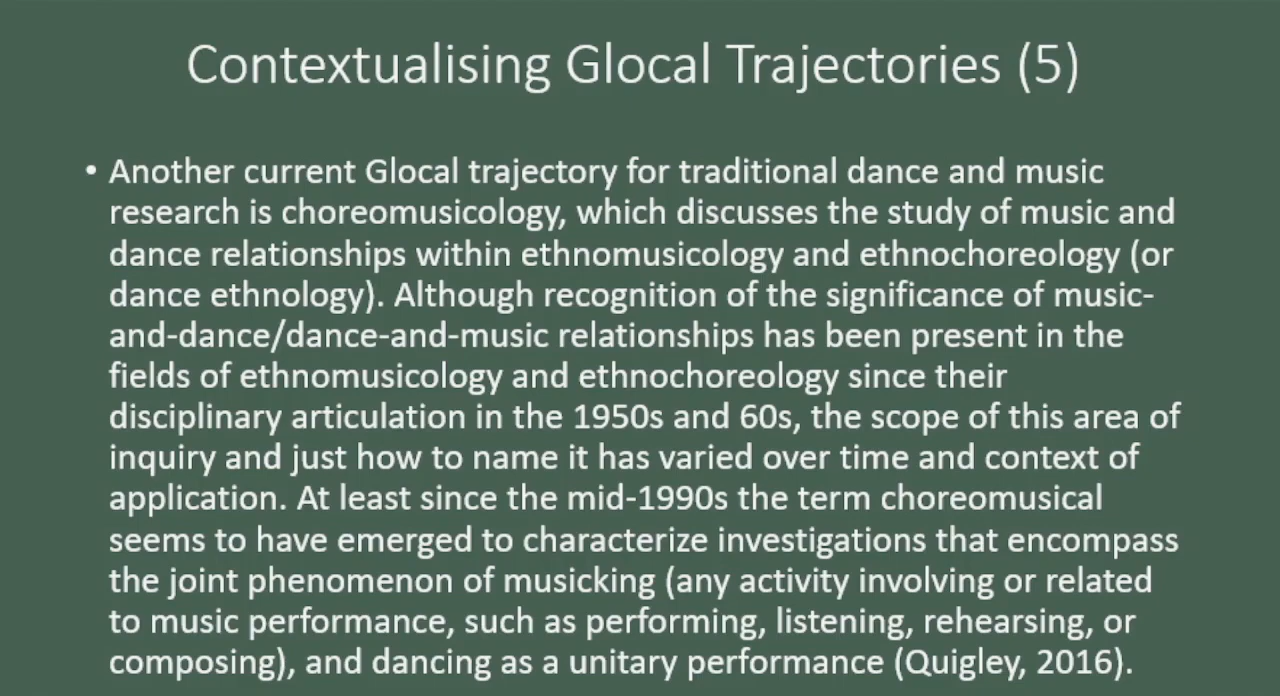 Contextualising Glocal Trajectories (5)
• Another current Glocal trajectory for traditional dance and music
research is choreomusicology, which discusses the study of music and
dance relationships within ethnomusicology and ethnochoreology (or
dance ethnology). Although recognition of the significance of music-
and-dance/dance-and-music relationships has been present in the
fields of ethnomusicology and ethnochoreology since their
disciplinary articulation in the 1950s and 60s, the scope of this area of
inquiry and just how to name it has varied over time and context of
application. At least since the mid-1990s the term choreomusical
seems to have emerged to characterize investigations that encompass
the joint phenomenon of musicking (any activity involving or related
to music performance, such as performing, listening, rehearsing, or
composing), and dancing as a unitary performance (Quigley, 2016).